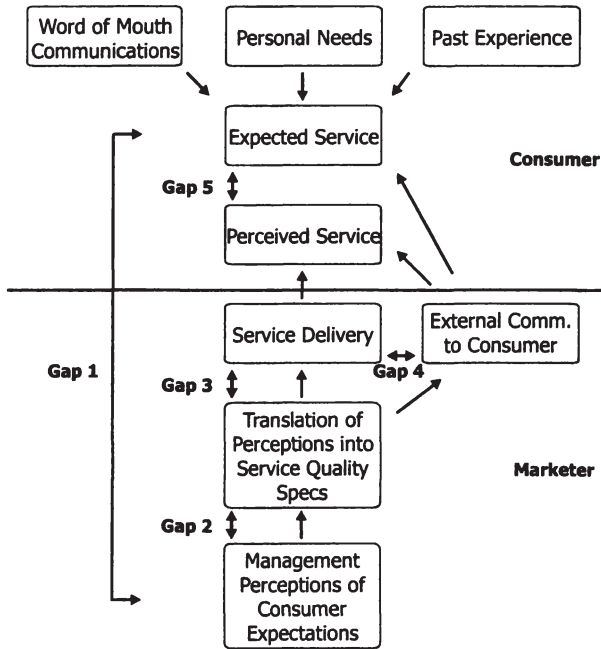 Word of Mouth
Communications
Personal Needs
Past Experience
Expected Service
Consumer
Gap 5
Perceived Service
Service Delivery
External Comm.
to Consumer
Gap 4
Gap 1
Gap 3
Translation of
Perceptions into
Service Quality
Specs
Marketer
Gap 2
Management
Perceptions of
Consumer
Expectations